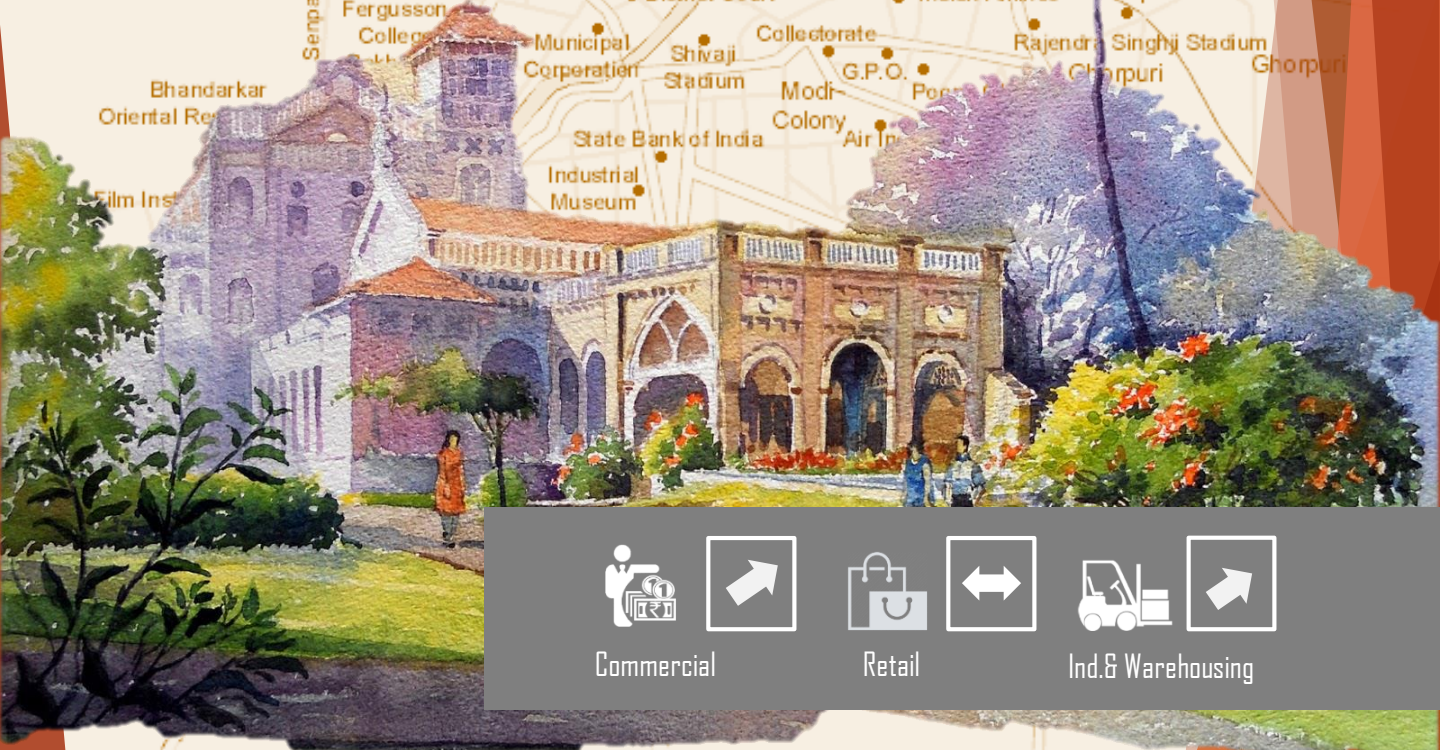 Fergusson
College
Municipal
Corporation
Shivaji
Stadium
Collectorate
G.P.O.
Modi-
Colony
Rajendra Singhji Stadium
Ghorpuri
Ghorpuri
Bhandarkar
Oriental
State Bank of India
Air
Industrial
Museum
Film
Commercial
Retail
Ind.& Warehousing